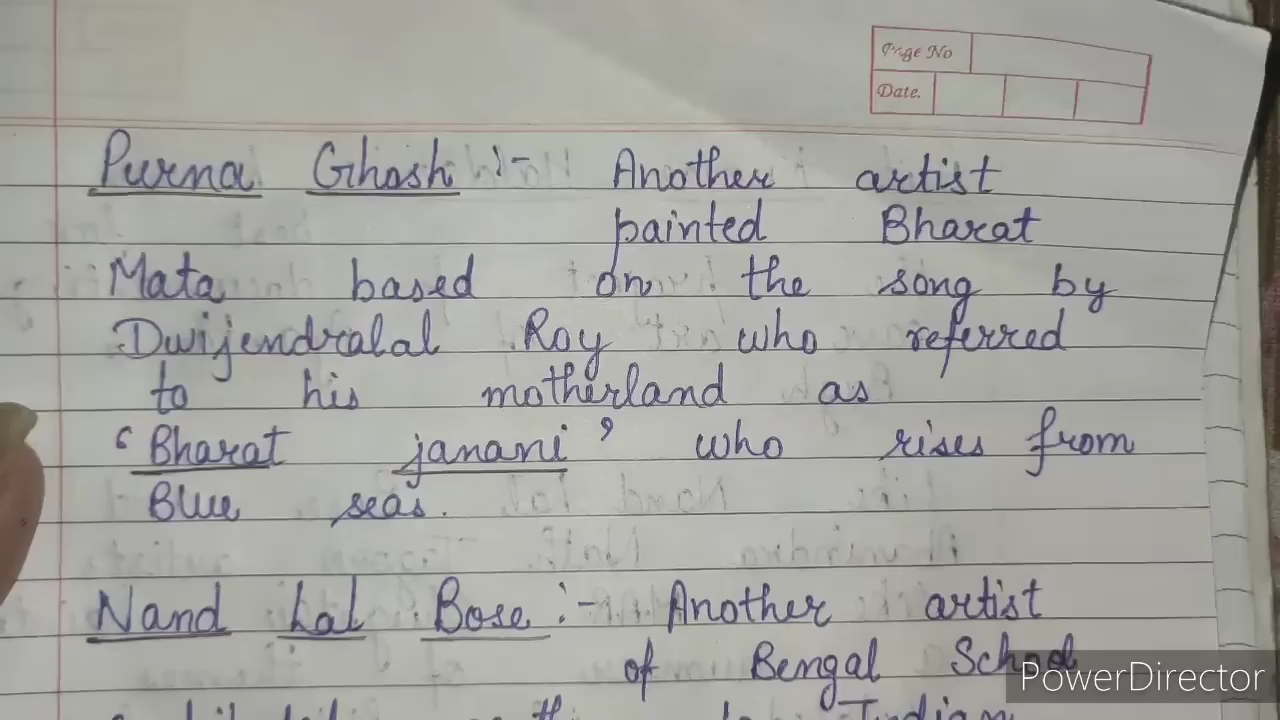 Page No
Date.
Purna Ghosh :- Another artist
painted Bharat
Mata based on the song by
Dwijendralal Roy who referred
to his motherland as
'Bharat janani' who rises from
Blue seas.
Nand Lal Bose :- Another artist
of Bengal School
Indian
PowerDirector